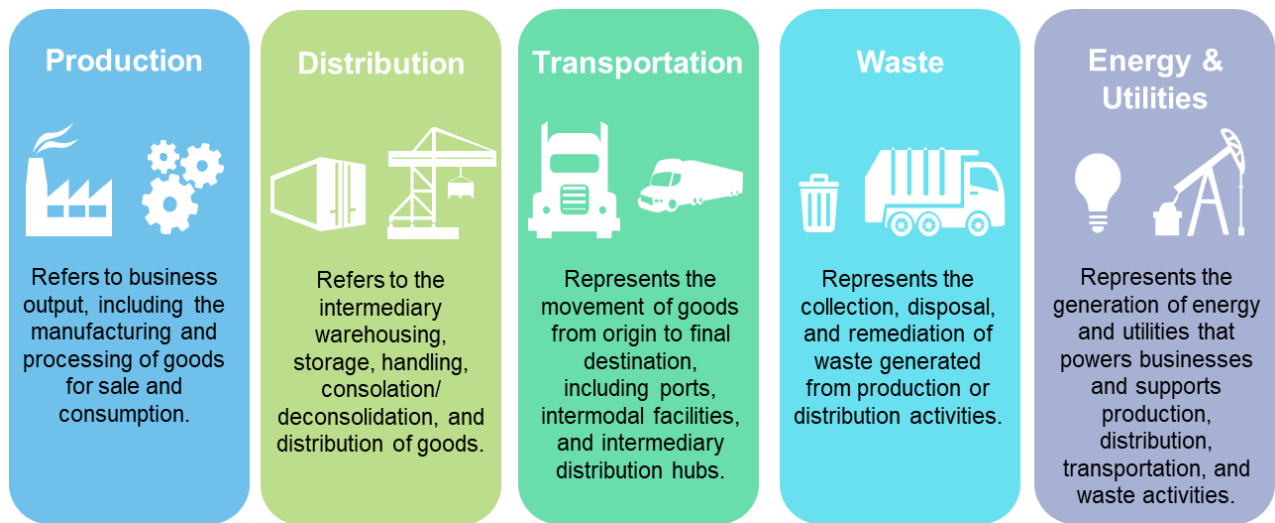 Production
Refers to business
output, including the
manufacturing and
processing of goods
for sale and
consumption.
Distribution
Refers to the
intermediary
warehousing,
storage, handling,
consolation/
deconsolidation, and
distribution of goods.
Transportation
Represents the
movement of goods
from origin to final
destination,
including ports,
intermodal facilities,
and intermediary
distribution hubs.
Waste
Represents the
collection, disposal,
and remediation of
waste generated
from production or
distribution activities.
Energy &
Utilities
Represents the
generation of energy
and utilities that
powers businesses
and supports
production,
distribution,
transportation, and
waste activities.